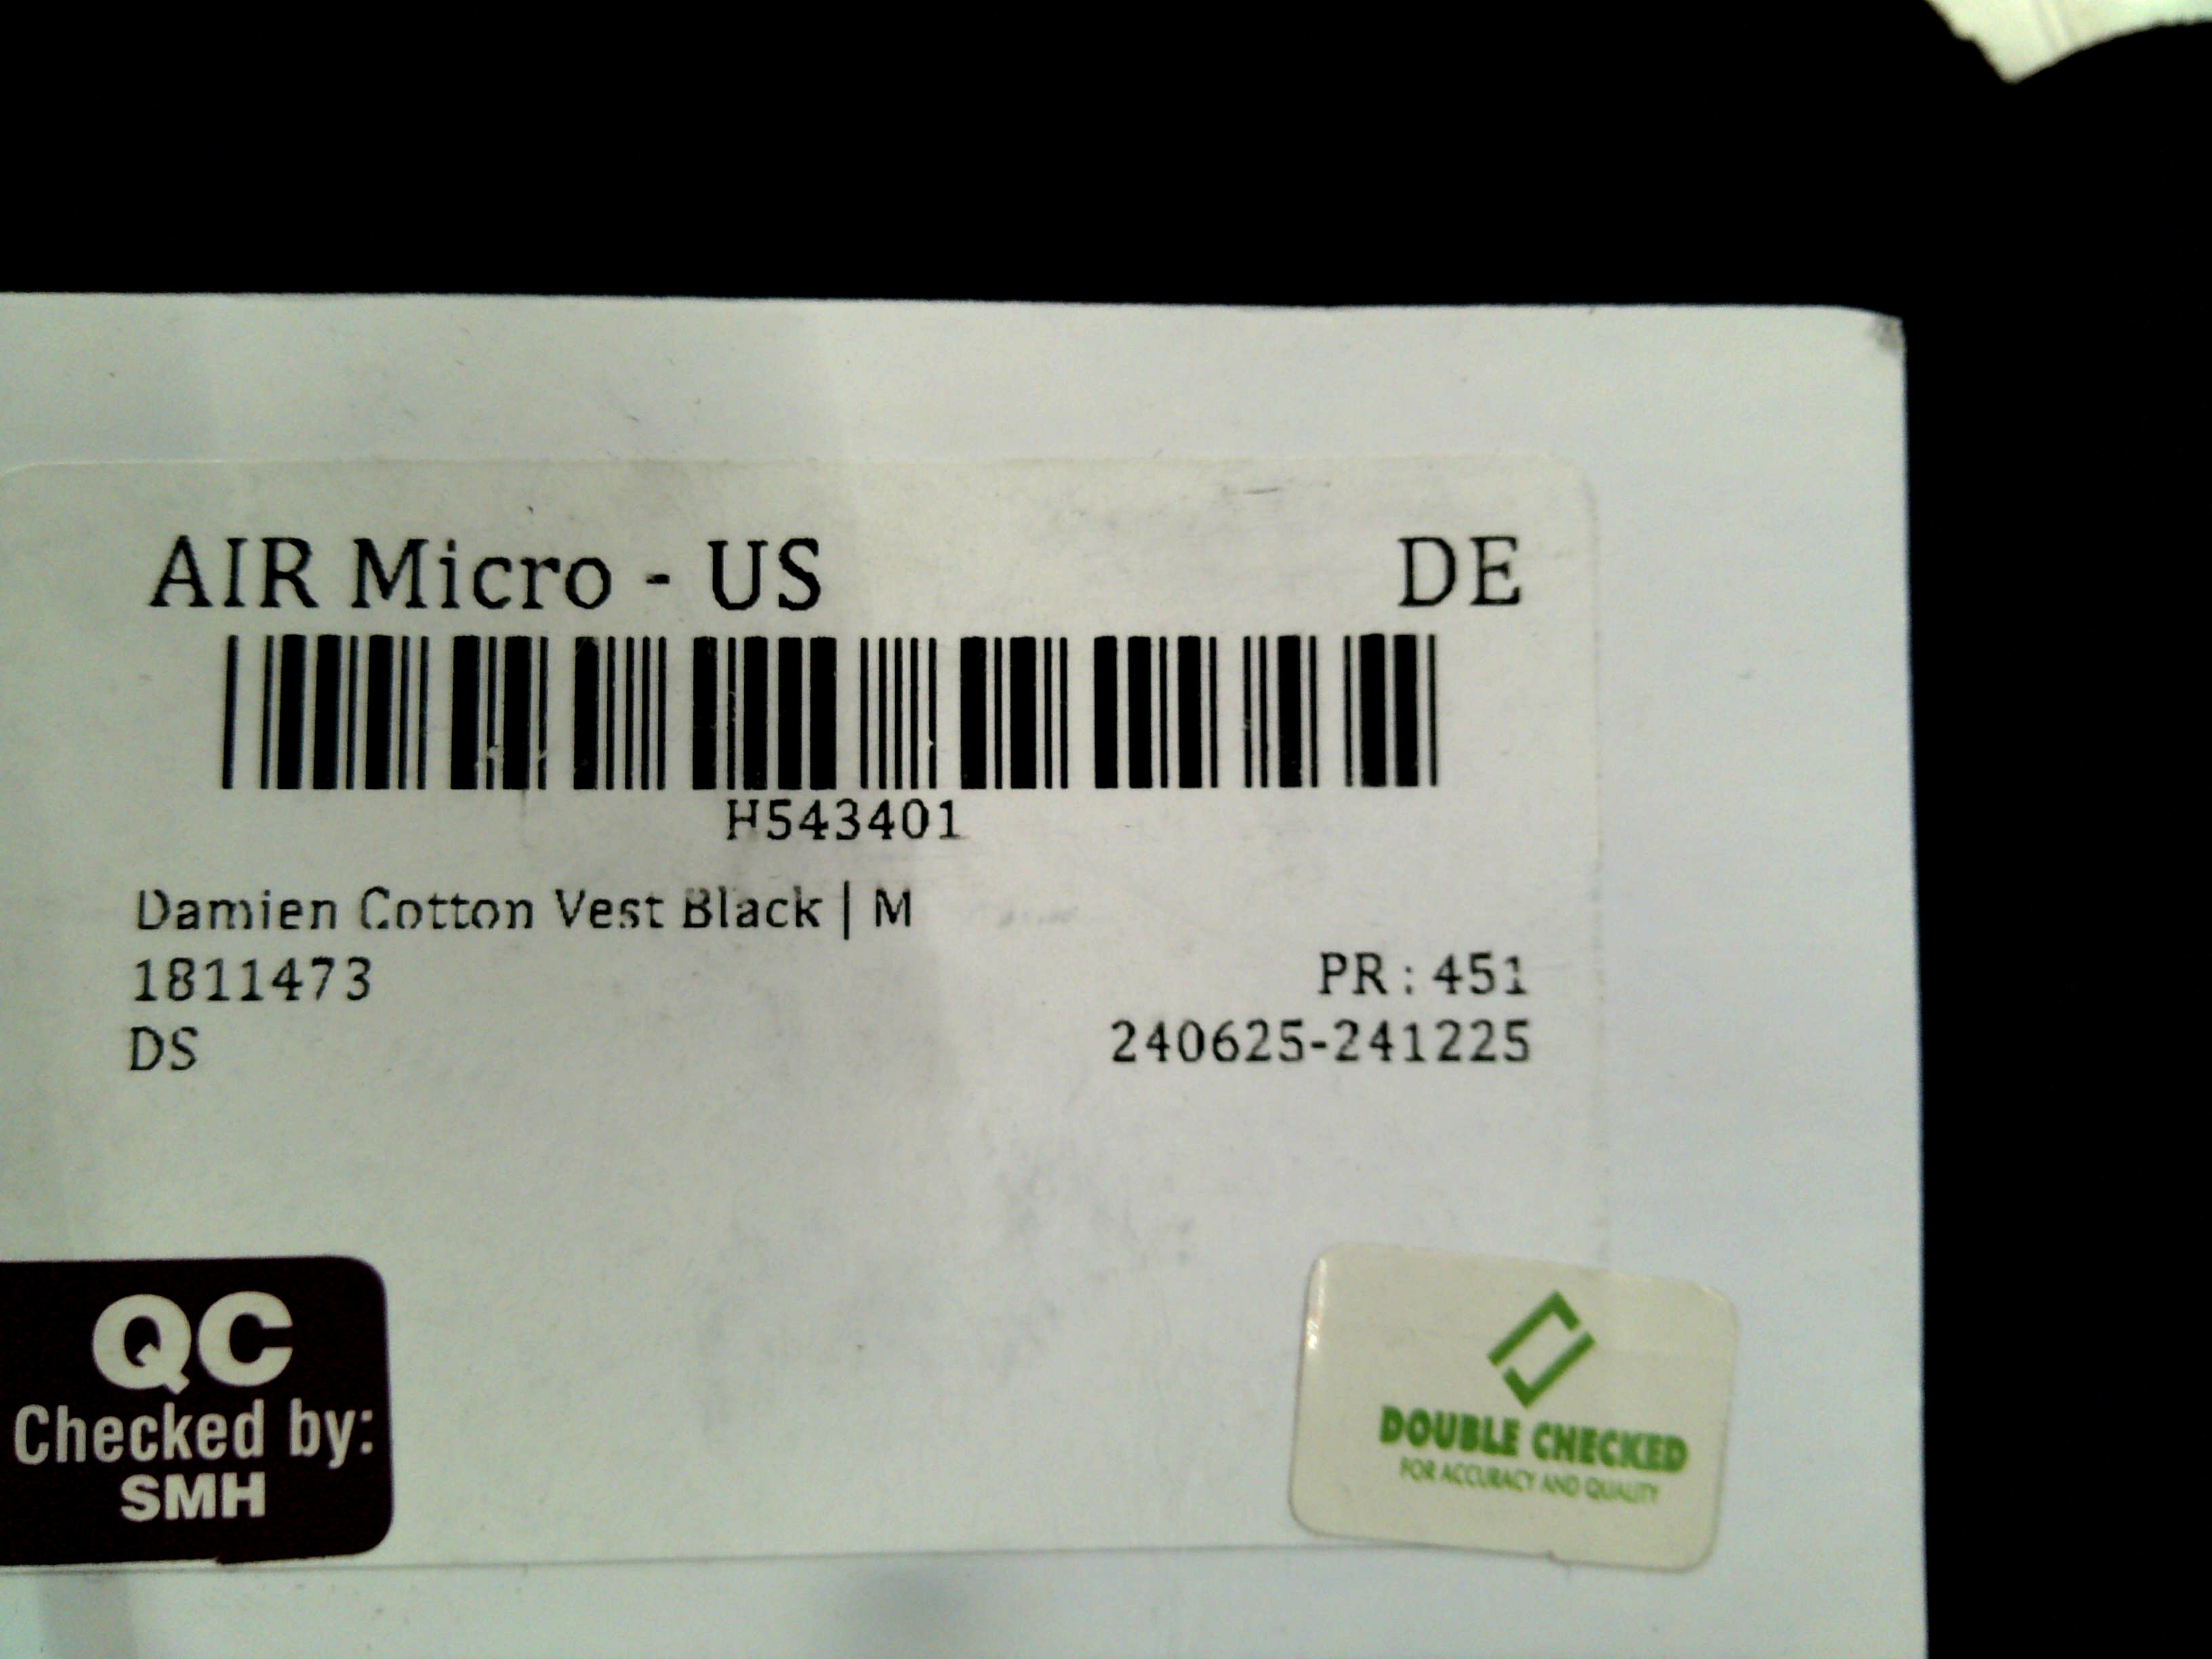 AIR Micro - US DE
H543401
Damien Cotton Vest Black | M
1811473 PR : 451
DS 240625-241225
QC
Checked by:
SMH
DOUBLE CHECKED
FOR ACCURACY AND QUALITY